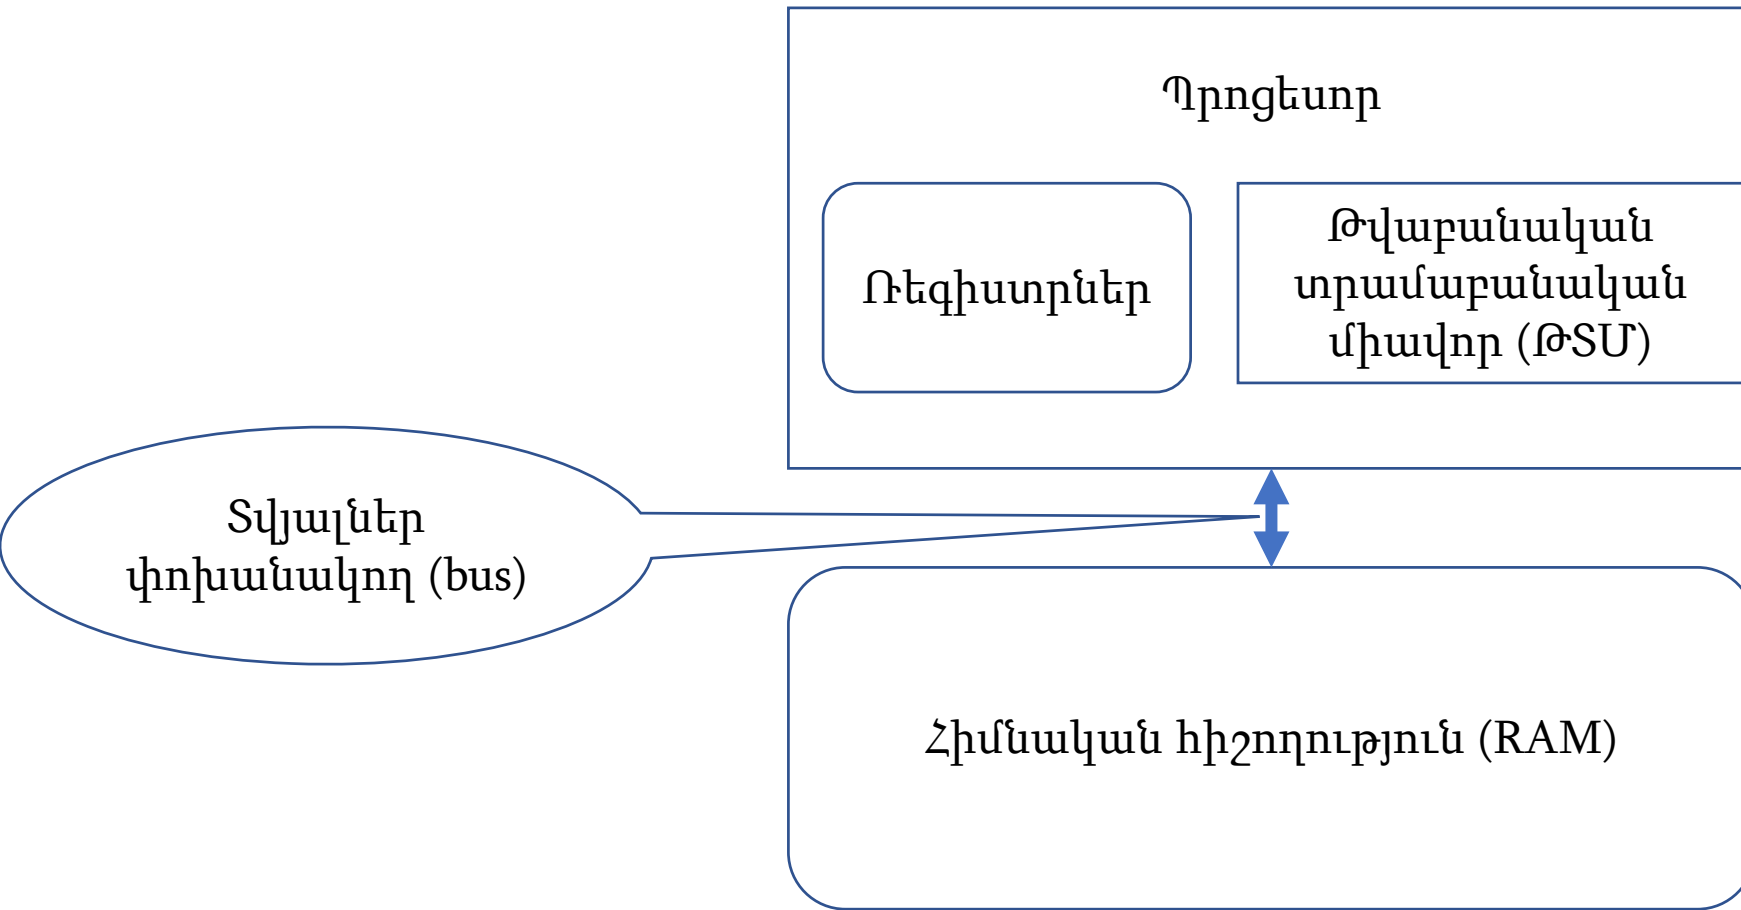 Պրոցեսոր
Ռեգիստրներ
Թվաբանական
տրամաբանական
միավոր (ԹՏՄ)
Տվյալներ
փոխանակող (bus)
Հիմնական հիշողություն (RAM)